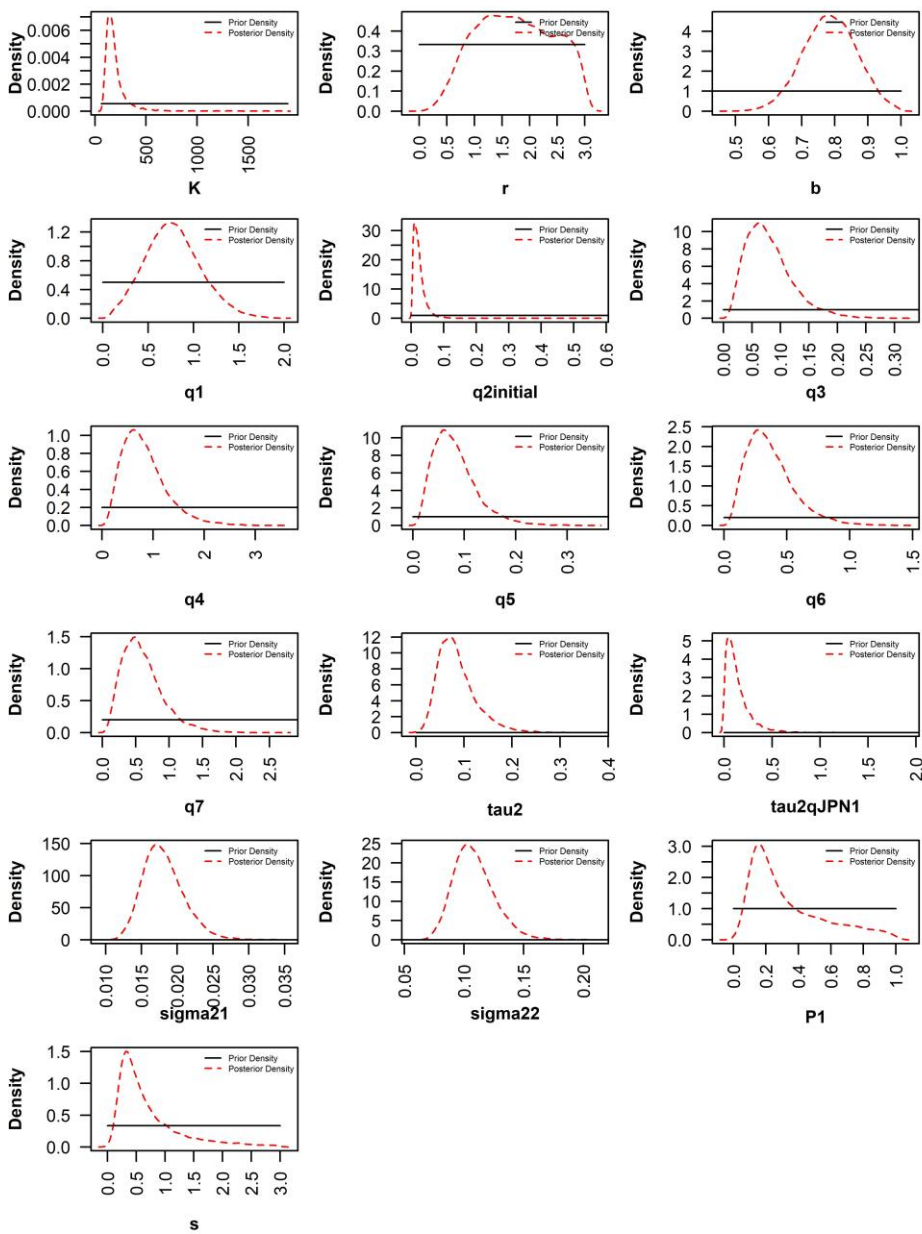 Density
0.006
0.004
0.002
0.000
Prior Density
Posterior Density
0
500
1000
1500
K
Density
0.4
0.3
0.2
0.1
0.0
Prior Density
Posterior Density
0.0
0.5
1.0
1.5
2.0
2.5
3.0
r
Density
4
3
2
1
0
Prior Density
Posterior Density
0.5
0.6
0.7
0.8
0.9
1.0
b
Density
1.2
0.8
0.4
0.0
Prior Density
Posterior Density
0.0
0.5
1.0
1.5
2.0
q1
Density
30
20
10
0
Prior Density
Posterior Density
0.0
0.1
0.2
0.3
0.4
0.5
0.6
q2initial
Density
10
8
6
4
2
0
Prior Density
Posterior Density
0.00
0.05
0.10
0.15
0.20
0.25
0.30
q3
Density
1.0
0.8
0.6
0.4
0.2
0.0
Prior Density
Posterior Density
0
1
2
3
q4
Density
10
8
6
4
2
0
Prior Density
Posterior Density
0.0
0.1
0.2
0.3
q5
Density
2.5
2.0
1.5
1.0
0.5
0.0
Prior Density
Posterior Density
0.0
0.5
1.0
1.5
q6
Density
1.5
1.0
0.5
0.0
Prior Density
Posterior Density
0.0
0.5
1.0
1.5
2.0
2.5
q7
Density
12
10
8
6
4
2
0
Prior Density
Posterior Density
0.0
0.1
0.2
0.3
0.4
tau2
Density
5
4
3
2
1
0
Prior Density
Posterior Density
0.0
0.5
1.0
1.5
2.0
tau2qJPN1
Density
150
100
50
0
Prior Density
Posterior Density
0.010
0.015
0.020
0.025
0.030
0.035
sigma21
Density
25
20
15
10
5
0
Prior Density
Posterior Density
0.05
0.10
0.15
0.20
sigma22
Density
3.0
2.0
1.0
0.0
Prior Density
Posterior Density
0.0
0.2
0.4
0.6
0.8
1.0
P1
Density
1.5
1.0
0.5
0.0
Prior Density
Posterior Density
0.0
0.5
1.0
1.5
2.0
2.5
3.0
s